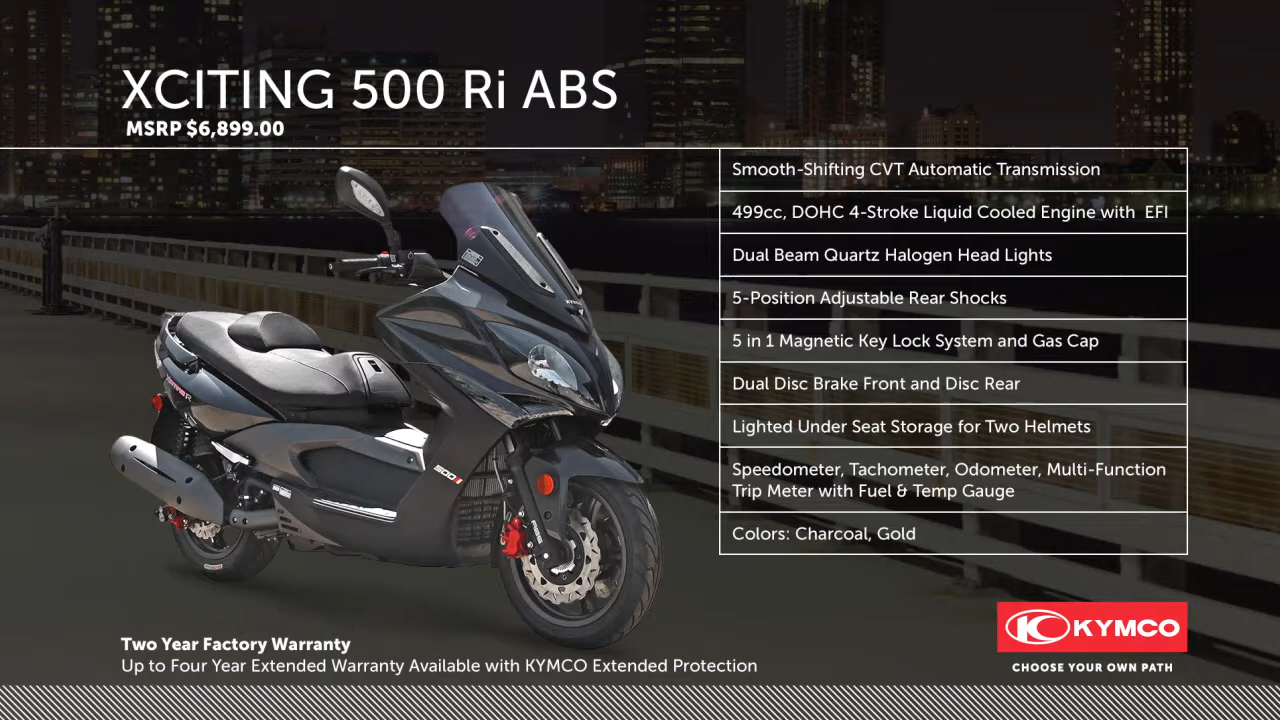 XCITING 500 Ri ABS
MSRP $6,899.00
Smooth-Shifting CVT Automatic Transmission
499cc, DOHC 4-Stroke Liquid Cooled Engine with EFI
Dual Beam Quartz Halogen Head Lights
5-Position Adjustable Rear Shocks
5 in 1 Magnetic Key Lock System and Gas Cap
Dual Disc Brake Front and Disc Rear
Lighted Under Seat Storage for Two Helmets
Speedometer, Tachometer, Odometer, Multi-Function
Trip Meter with Fuel & Temp Gauge
Colors: Charcoal, Gold
500i
Two Year Factory Warranty
Up to Four Year Extended Warranty Available with KYMCO Extended Protection
KYMCO
CHOOSE YOUR OWN PATH